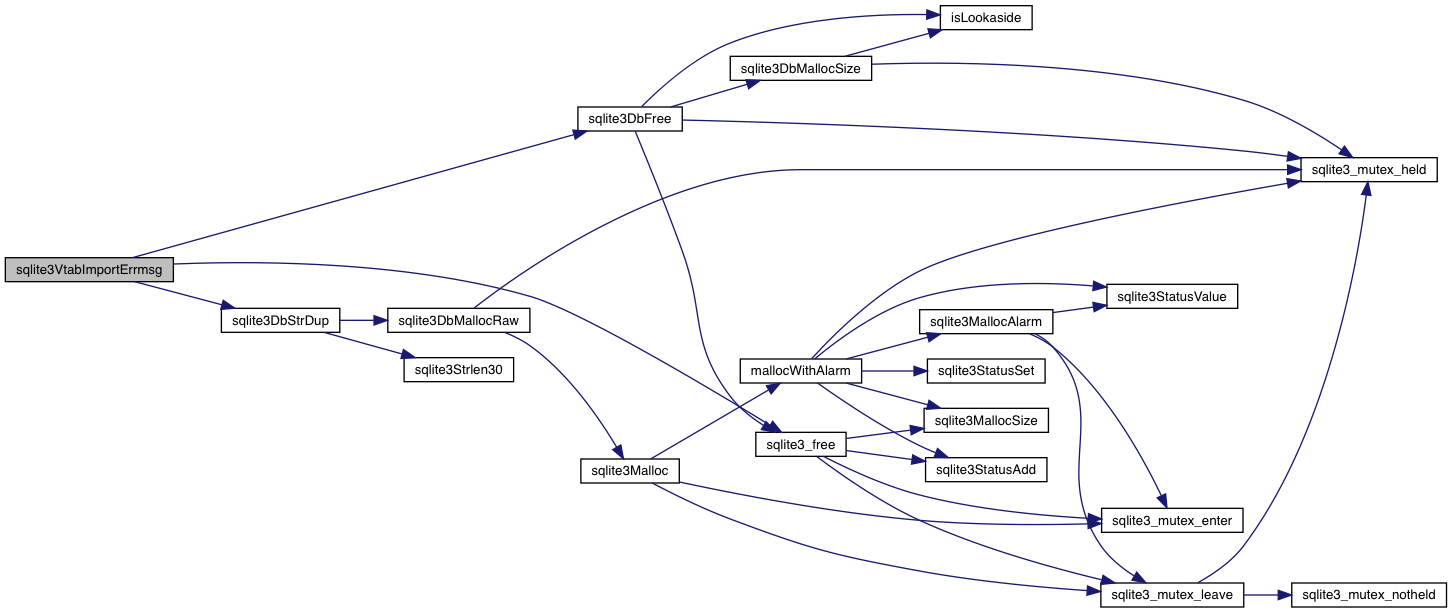 isLookaside
sqlite3DbMallocSize
sqlite3DbFree
sqlite3_mutex_held
sqlite3VtabImportErrmsg
sqlite3StatusValue
sqlite3DbStrDup
sqlite3DbMallocRaw
sqlite3MallocAlarm
sqlite3Strlen30
mallocWithAlarm
sqlite3StatusSet
sqlite3MallocSize
sqlite3_free
sqlite3Malloc
sqlite3StatusAdd
sqlite3_mutex_enter
sqlite3_mutex_leave
sqlite3_mutex_notheld